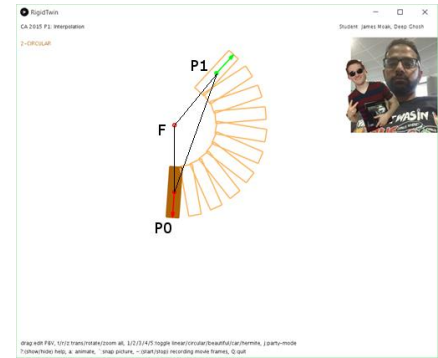 RigidTwin
CA 2015 P1: Interpolation
Student: James Moak, Deep Ghosh
2-CIRCULAR
P1
F
P0
drag edit F&V, t/r/z trans/rotate/zoom all, 1/2/3/4/5:toggle linear/circular/beautiful/car/hermite, j:party-mode
?:(show/hide) help, a: animate, `:snap picture, ~:(start/stop) recording movie frames, Q:quit